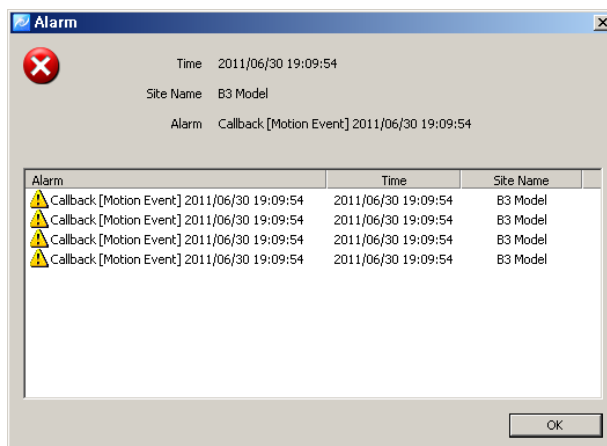 Alarm
Time 2011/06/30 19:09:54
Site Name B3 Model
Alarm Callback [Motion Event] 2011/06/30 19:09:54
Alarm Time Site Name
Callback [Motion Event] 2011/06/30 19:09:54 2011/06/30 19:09:54 B3 Model
Callback [Motion Event] 2011/06/30 19:09:54 2011/06/30 19:09:54 B3 Model
Callback [Motion Event] 2011/06/30 19:09:54 2011/06/30 19:09:54 B3 Model
Callback [Motion Event] 2011/06/30 19:09:54 2011/06/30 19:09:54 B3 Model
OK